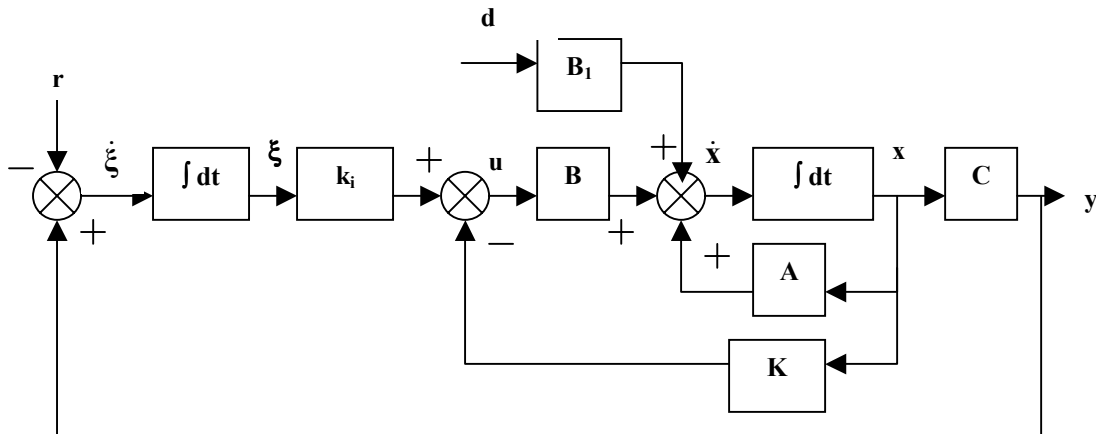 d
B₁
r
− ξ̇ ∫ dt ξ kᵢ + u B + ẋ ∫ dt x C y
+ − + + A
K